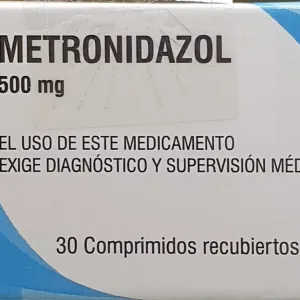 METRONIDAZOL
500 mg
EL USO DE ESTE MEDICAMENTO
EXIGE DIAGNÓSTICO Y SUPERVISIÓN MÉD
30 Comprimidos recubiertos